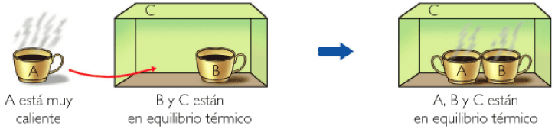 C
A
B
A está muy
caliente
B y C están
en equilibrio térmico
C
A
B
A, B y C están
en equilibrio térmico